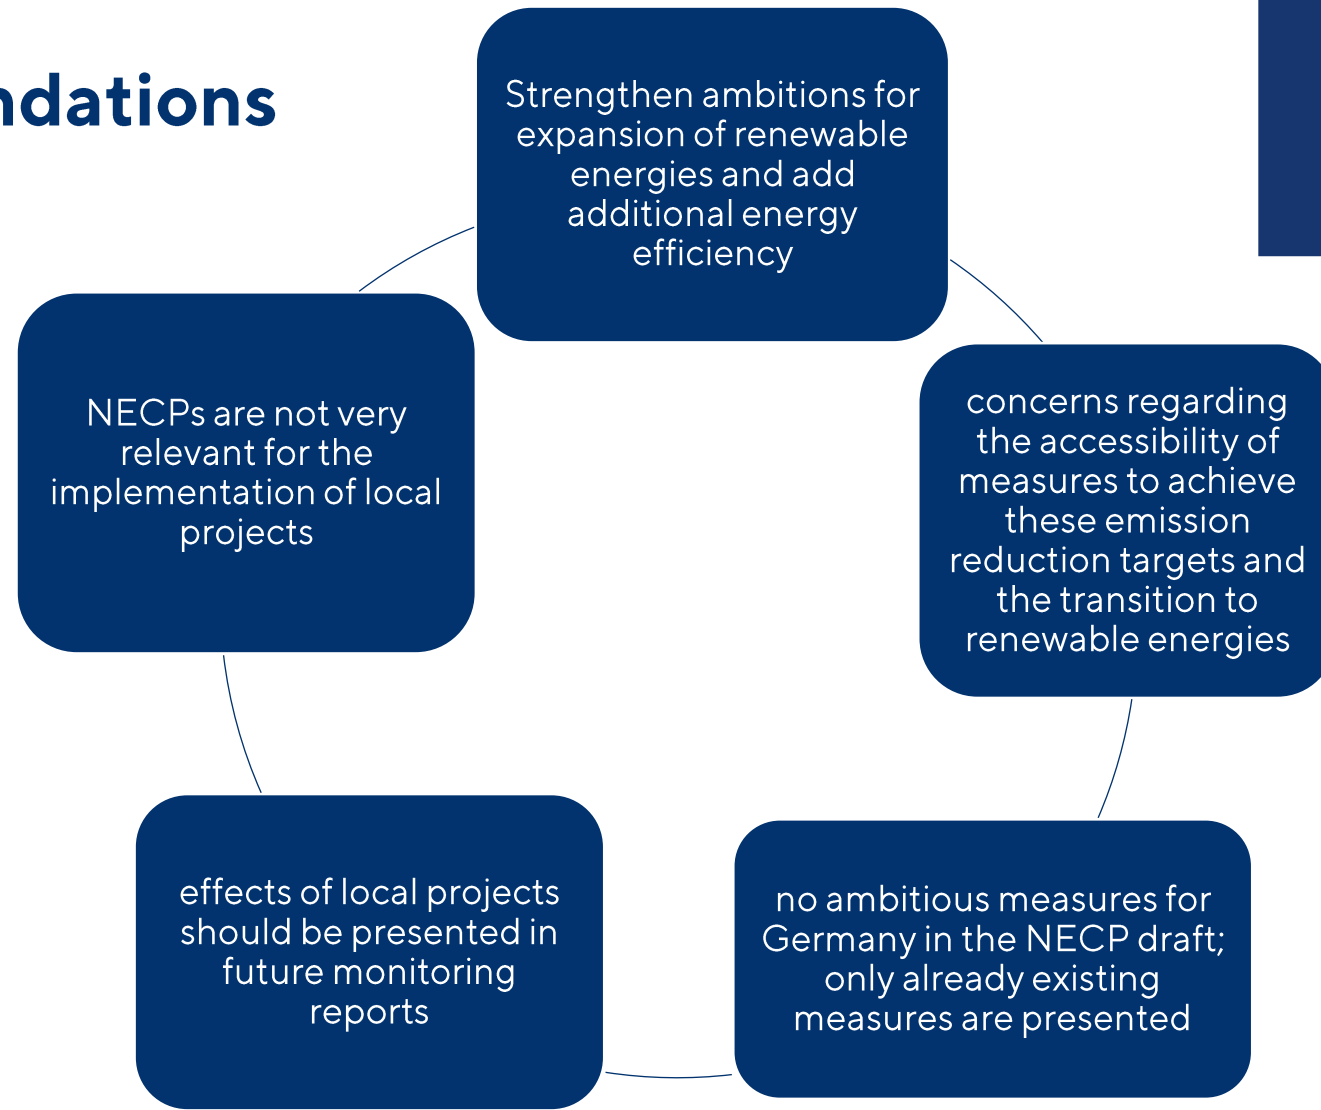 ndations
Strengthen ambitions for
expansion of renewable
energies and add
additional energy
efficiency
concerns regarding
the accessibility of
measures to achieve
these emission
reduction targets and
the transition to
renewable energies
no ambitious measures for
Germany in the NECP draft;
only already existing
measures are presented
effects of local projects
should be presented in
future monitoring
reports
NECPs are not very
relevant for the
implementation of local
projects